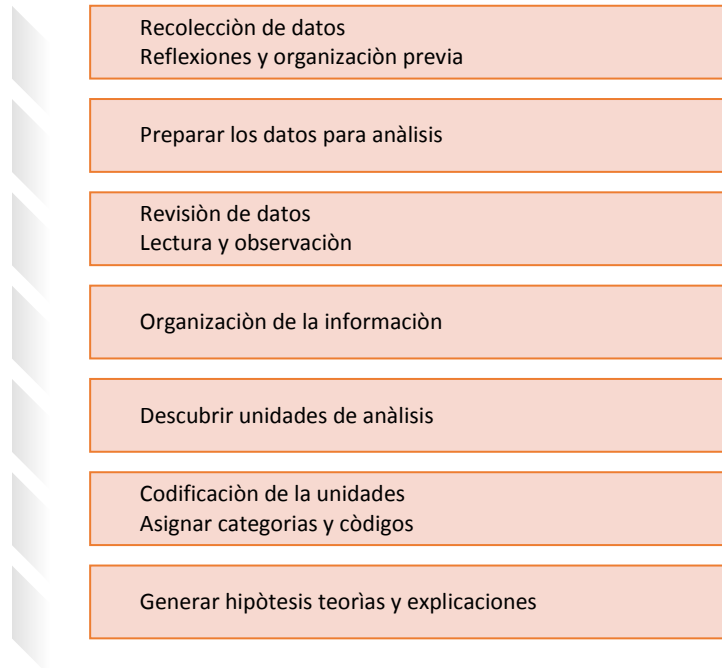 Recolecciòn de datos
Reflexiones y organizaciòn previa
Preparar los datos para anàlisis
Revisiòn de datos
Lectura y observaciòn
Organizaciòn de la informaciòn
Descubrir unidades de anàlisis
Codificaciòn de la unidades
Asignar categorias y còdigos
Generar hipòtesis teorìas y explicaciones